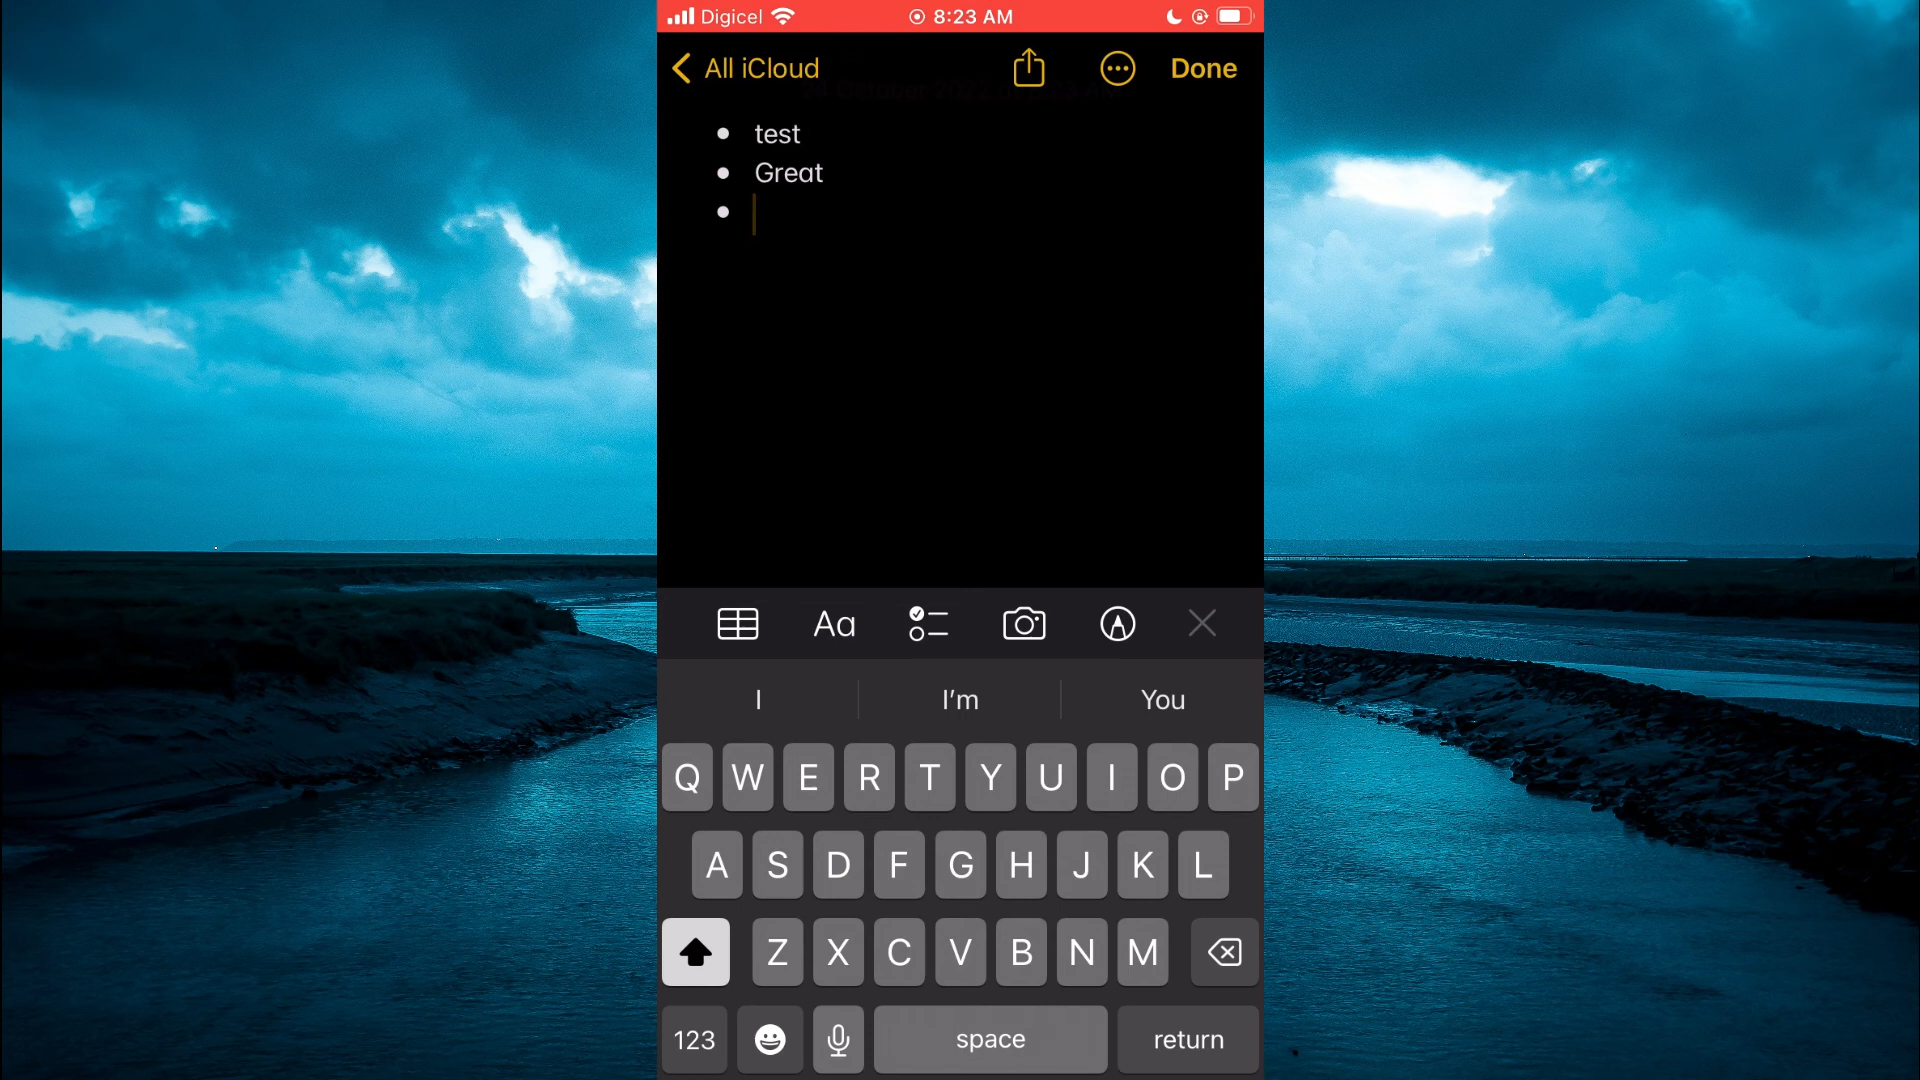 Digicel 8:23 AM
All iCloud Done
• test
• Great
•
Aa
I I'm You
Q W E R T Y U I O P
A S D F G H J K L
Z X C V B N M
123 space return